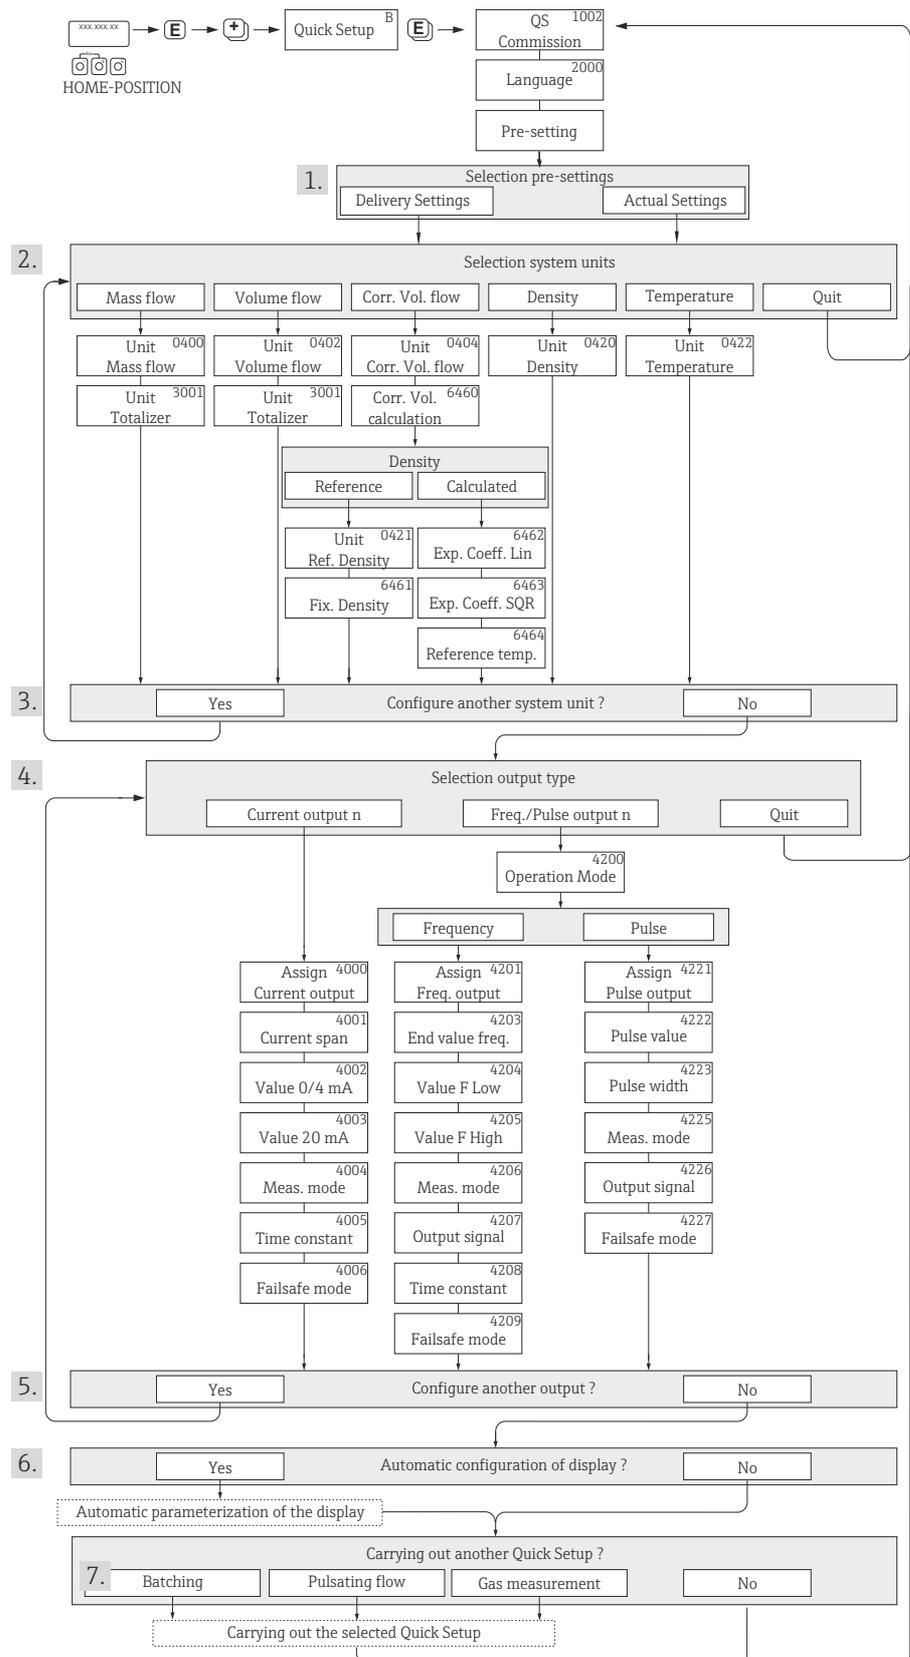 xxx.xxx.xx
E
+
B
Quick Setup
E
QS 1002
Commission
HOME-POSITION
2000
Language
Pre-setting
1.
Selection pre-settings
Delivery Settings
Actual Settings
2.
Selection system units
Mass flow
Volume flow
Corr. Vol. flow
Density
Temperature
Quit
Unit 0400
Mass flow
Unit 0402
Volume flow
Unit 0404
Corr. Vol. flow
Unit 0420
Density
Unit 0422
Temperature
Unit 3001
Totalizer
Unit 3001
Totalizer
Corr. Vol. 6460
calculation
Density
Reference
Calculated
Unit 0421
Ref. Density
6462
Exp. Coeff. Lin
6461
Fix. Density
6463
Exp. Coeff. SQR
6464
Reference temp.
3.
Yes
Configure another system unit ?
No
4.
Selection output type
Current output n
Freq./Pulse output n
Quit
4200
Operation Mode
Frequency
Pulse
Assign 4000
Current output
Assign 4201
Freq. output
Assign 4221
Pulse output
4001
Current span
4203
End value freq.
4222
Pulse value
4002
Value 0/4 mA
4204
Value F Low
4223
Pulse width
4003
Value 20 mA
4205
Value F High
4225
Meas. mode
4004
Meas. mode
4206
Meas. mode
4226
Output signal
4005
Time constant
4207
Output signal
4227
Failsafe mode
4006
Failsafe mode
4208
Time constant
4209
Failsafe mode
5.
Yes
Configure another output ?
No
6.
Yes
Automatic configuration of display ?
No
Automatic parameterization of the display
Carrying out another Quick Setup ?
7.
Batching
Pulsating flow
Gas measurement
No
Carrying out the selected Quick Setup